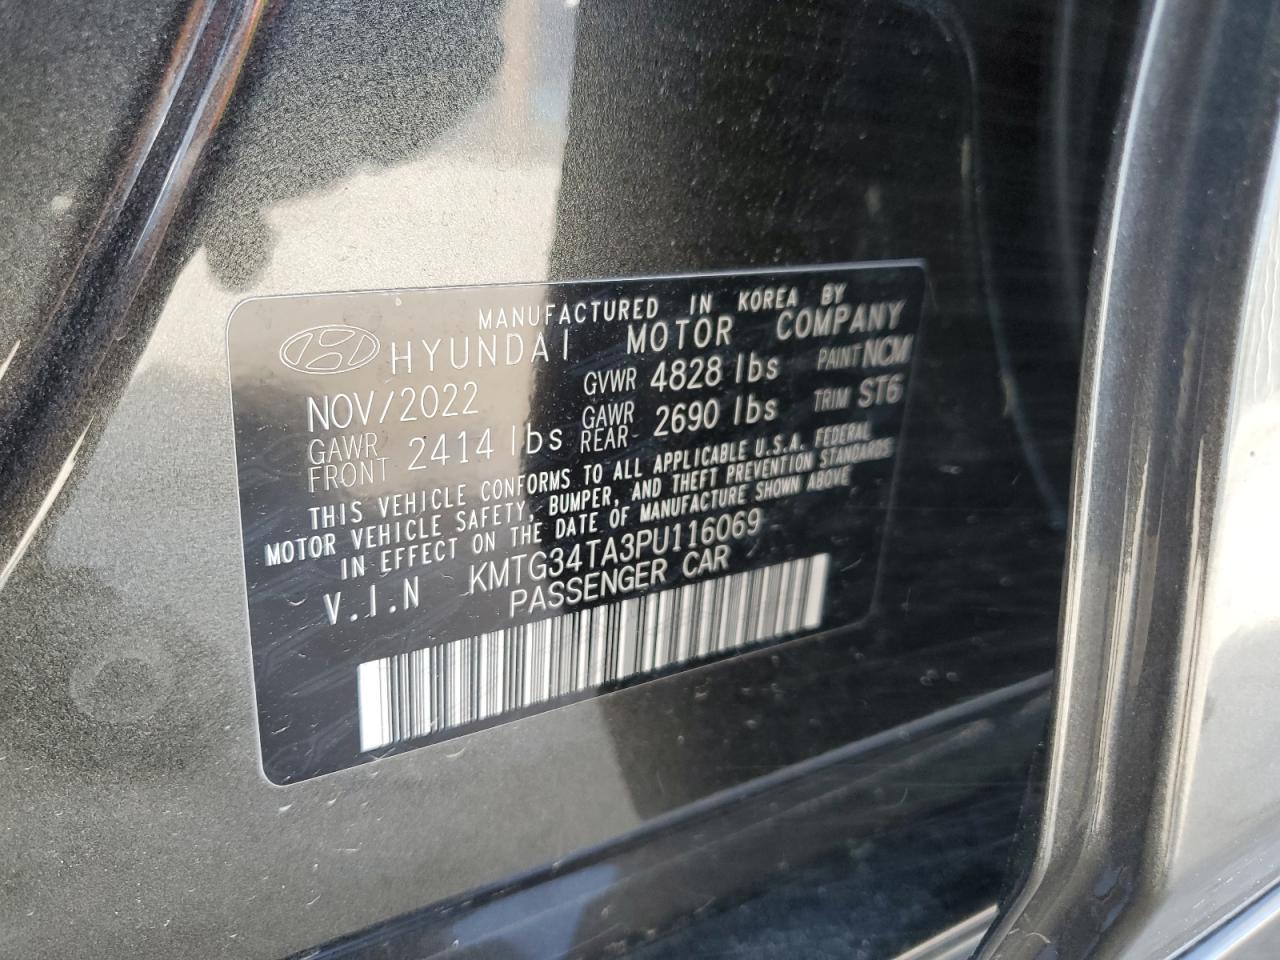 MANUFACTURED IN KOREA BY
HYUNDAI MOTOR COMPANY
NOV/2022 GVWR 4828 lbs PAINT NCM
GAWR FRONT 2414 lbs GAWR REAR 2690 lbs TRIM ST6
THIS VEHICLE CONFORMS TO ALL APPLICABLE U.S.A. FEDERAL
MOTOR VEHICLE SAFETY, BUMPER, AND THEFT PREVENTION STANDARDS
IN EFFECT ON THE DATE OF MANUFACTURE SHOWN ABOVE
V.I.N KMTG34TA3PU116069
PASSENGER CAR